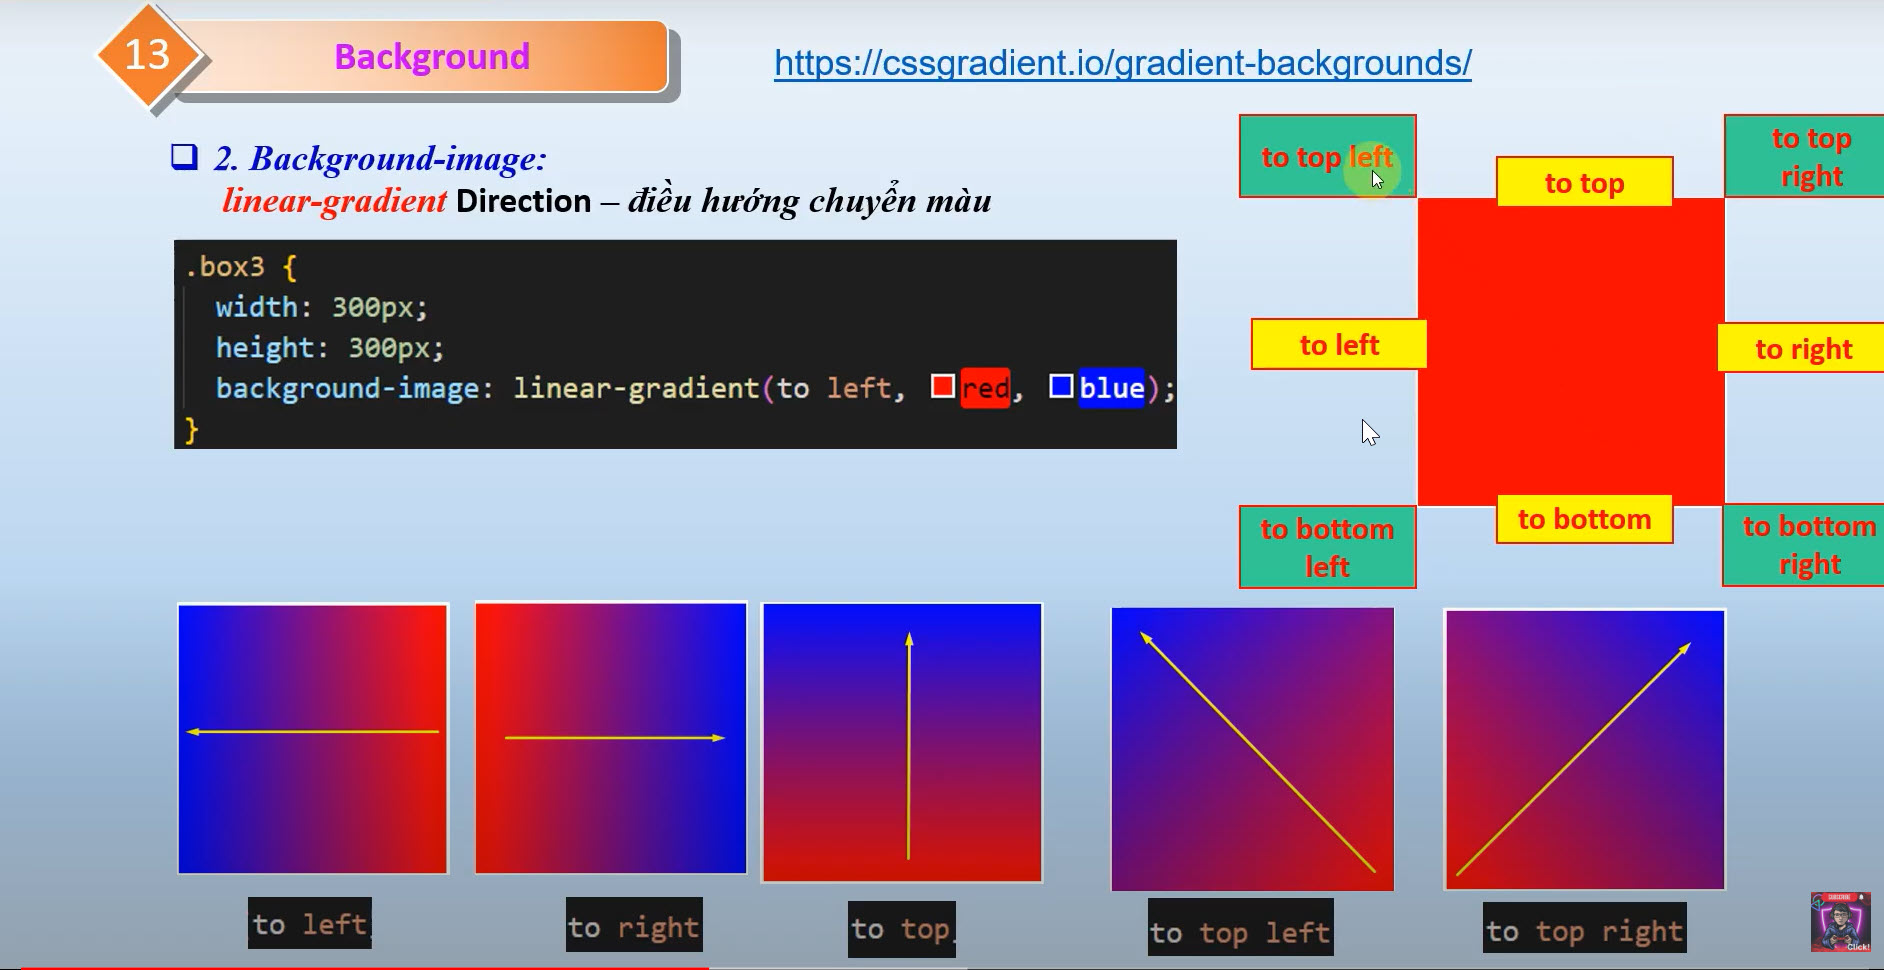 13
Background
https://cssgradient.io/gradient-backgrounds/
2. Background-image:
linear-gradient Direction – điều hướng chuyển màu
.box3 {
width: 300px;
height: 300px;
background-image: linear-gradient(to left, red, blue);
}
to top left
to top
to top
right
to left
to right
to bottom
left
to bottom
to bottom
right
to left,
to right
to top,
to top left
to top right
SUBSCRIBE
Click!